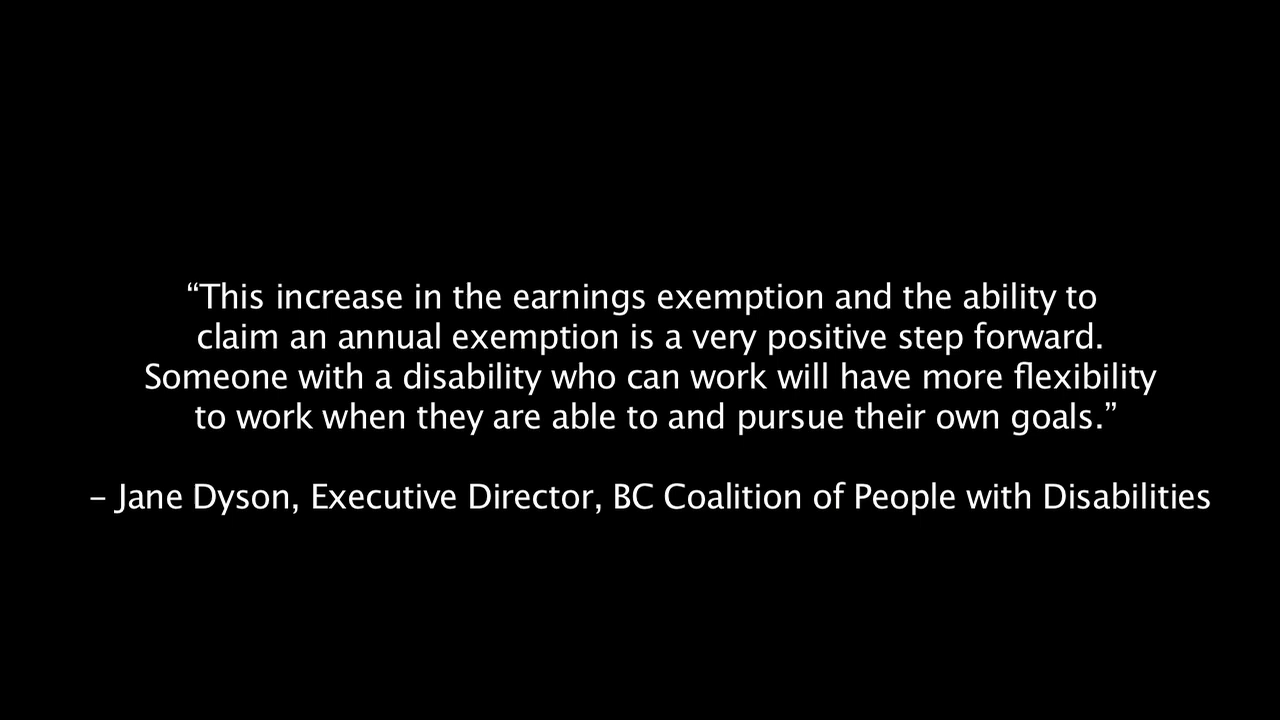 “This increase in the earnings exemption and the ability to
claim an annual exemption is a very positive step forward.
Someone with a disability who can work will have more flexibility
to work when they are able to and pursue their own goals.”
– Jane Dyson, Executive Director, BC Coalition of People with Disabilities